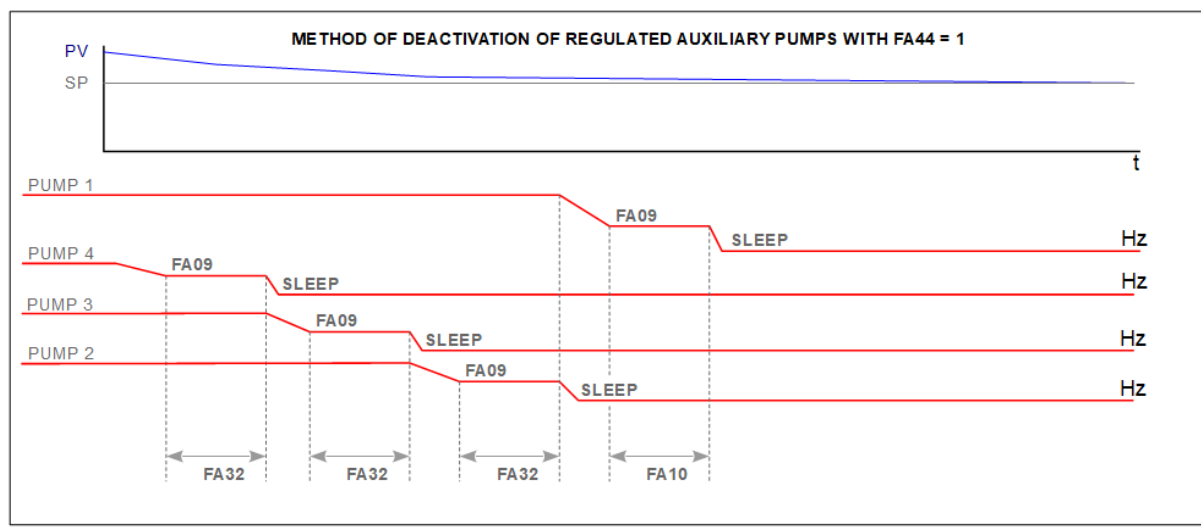 METHOD OF DEACTIVATION OF REGULATED AUXILIARY PUMPS WITH FA44 = 1
PV
SP
t
PUMP 1
FA09
SLEEP
Hz
PUMP 4
FA09
SLEEP
Hz
PUMP 3
FA09
SLEEP
Hz
PUMP 2
FA09
SLEEP
Hz
FA32 FA32 FA32 FA10